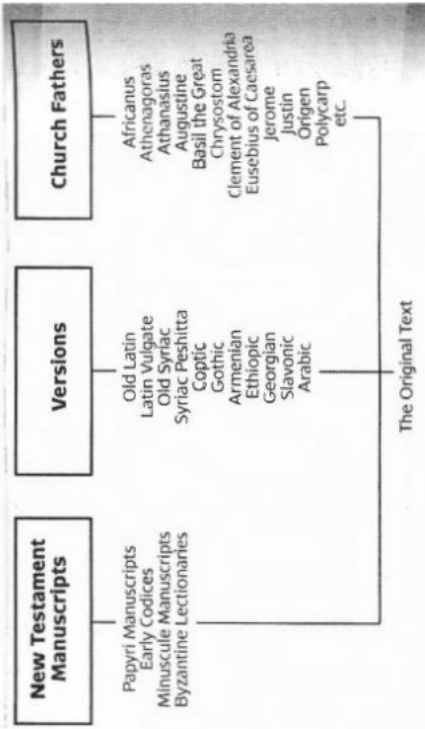 New Testament
Manuscripts
Papyri Manuscripts
Early Codices
Minuscule Manuscripts
Byzantine Lectionaries
Versions
Old Latin
Latin Vulgate
Old Syriac
Syriac Peshitta
Coptic
Gothic
Armenian
Ethiopic
Georgian
Slavonic
Arabic
Church Fathers
Africanus
Athenagoras
Athanasius
Augustine
Basil the Great
Chrysostom
Clement of Alexandria
Eusebius of Caesarea
Jerome
Justin
Origen
Polycarp
etc.
The Original Text